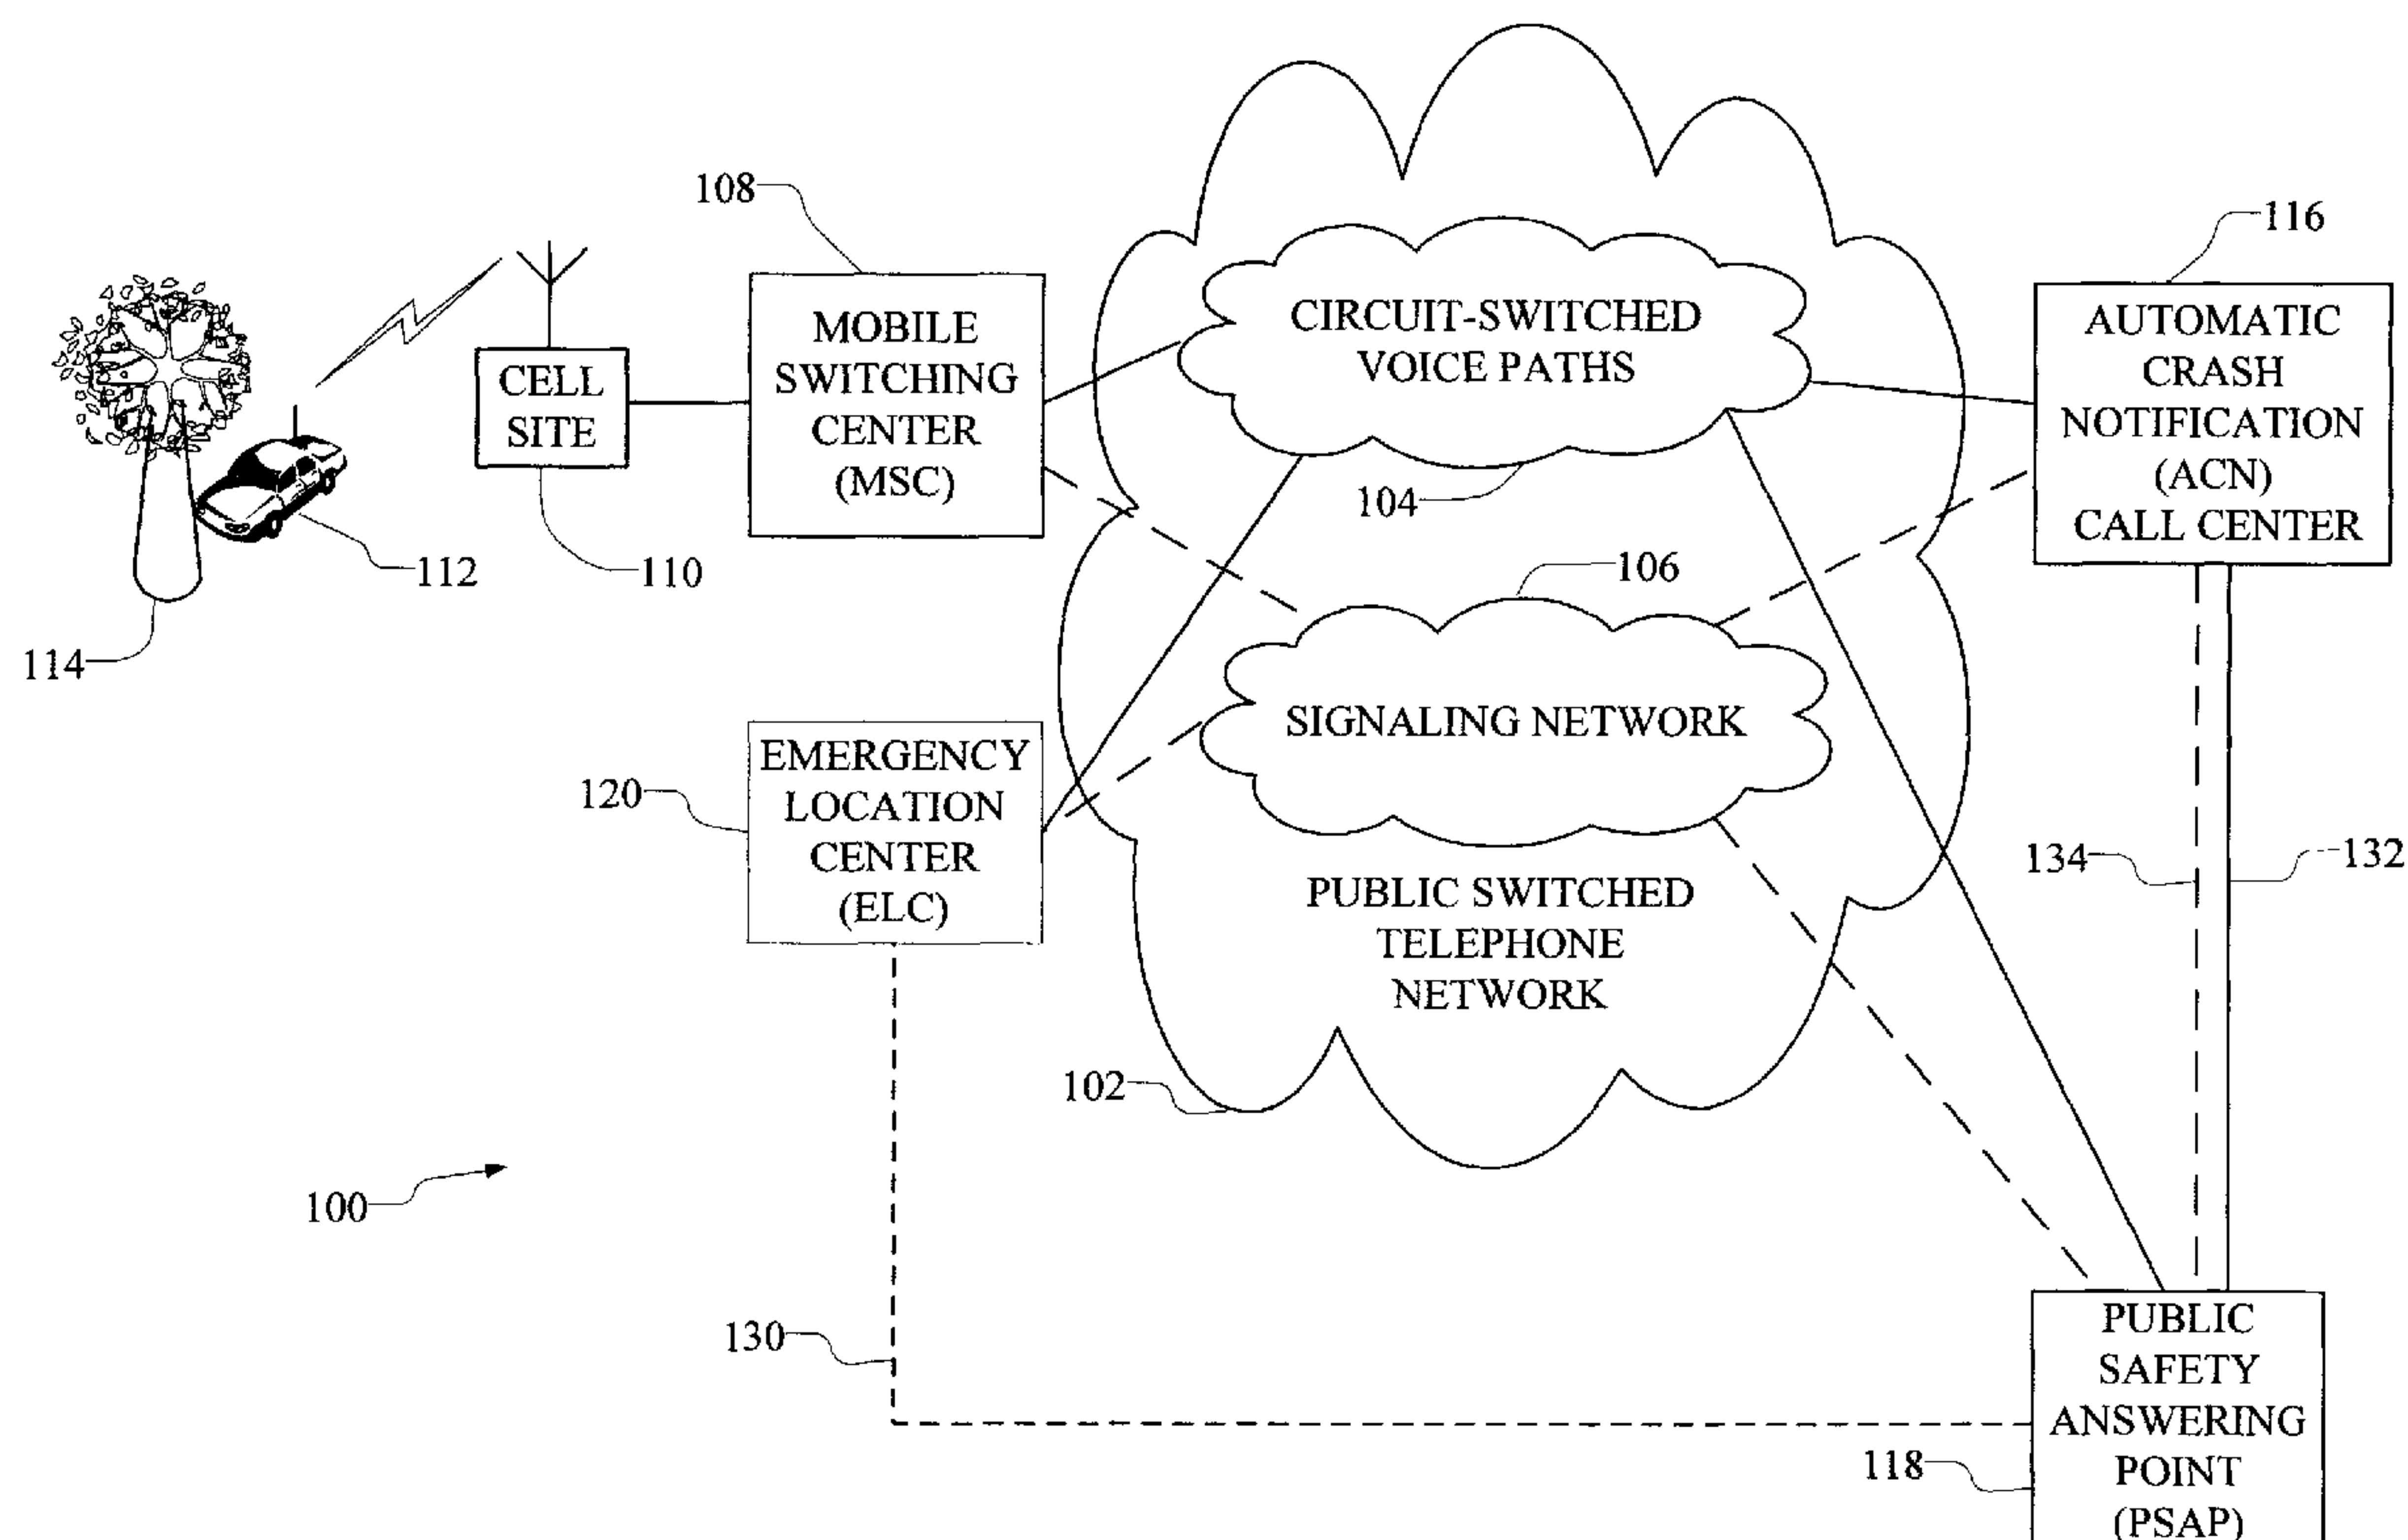 108
116
CELL
SITE
MOBILE
SWITCHING
CENTER
(MSC)
CIRCUIT-SWITCHED
VOICE PATHS
AUTOMATIC
CRASH
NOTIFICATION
(ACN)
CALL CENTER
104
112
110
106
114
EMERGENCY
LOCATION
CENTER
(ELC)
120
SIGNALING NETWORK
PUBLIC SWITCHED
TELEPHONE
NETWORK
134
132
102
100
130
PUBLIC
SAFETY
ANSWERING
POINT
(PSAP)
118